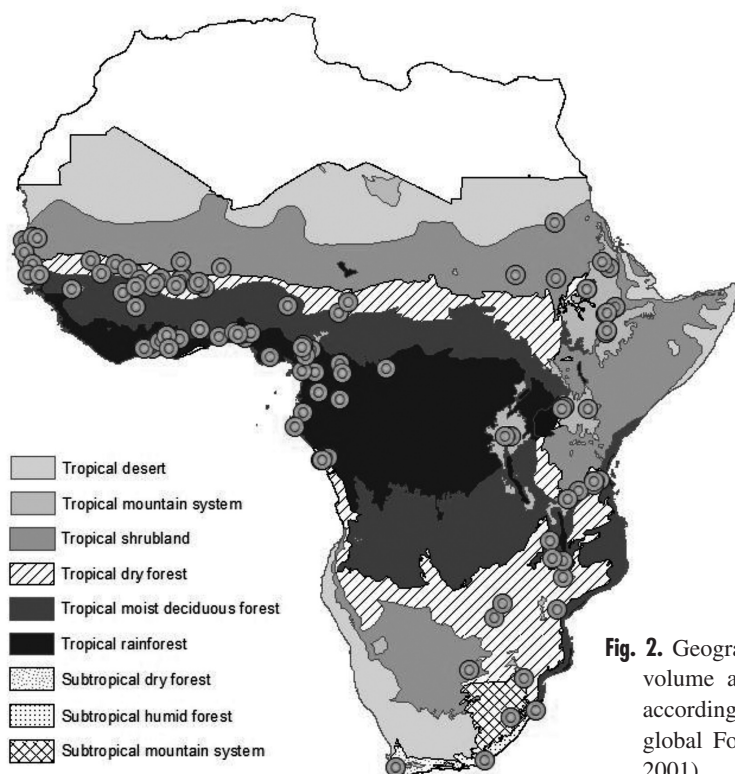 Tropical desert
Tropical mountain system
Tropical shrubland
Tropical dry forest
Tropical moist deciduous forest
Tropical rainforest
Subtropical dry forest
Subtropical humid forest
Subtropical mountain system
Fig. 2. Geogra
volume a
according
global Fo
2001)